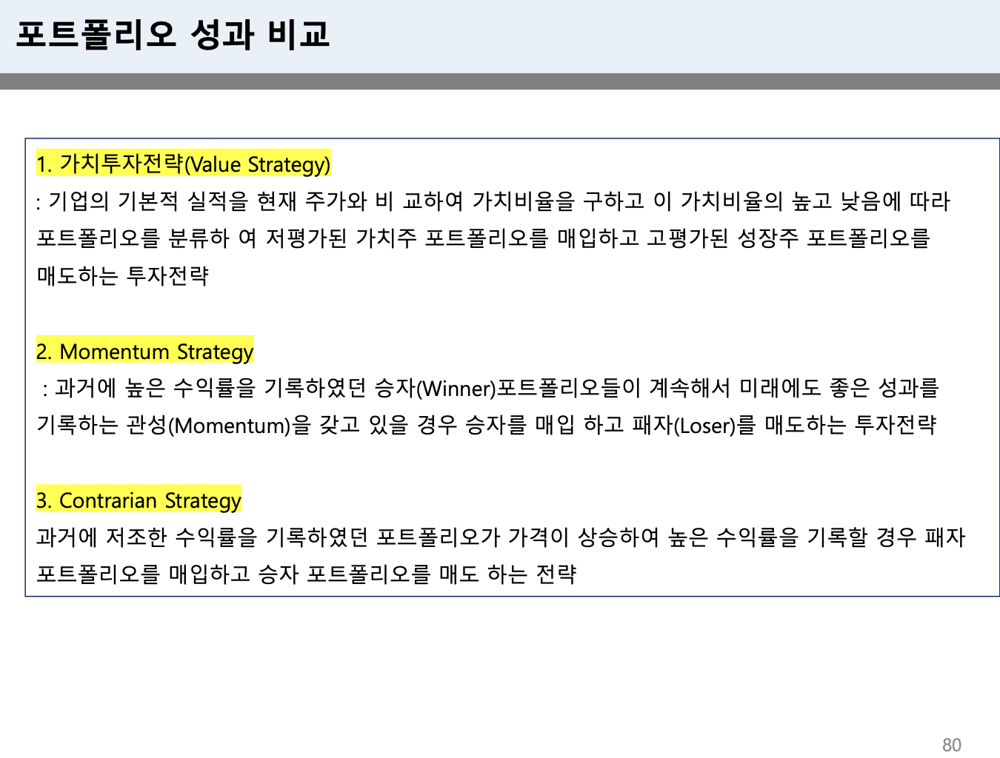 포트폴리오 성과 비교
1. 가치투자전략(Value Strategy)
: 기업의 기본적 실적을 현재 주가와 비 교하여 가치비율을 구하고 이 가치비율의 높고 낮음에 따라
포트폴리오를 분류하 여 저평가된 가치주 포트폴리오를 매입하고 고평가된 성장주 포트폴리오를
매도하는 투자전략
2. Momentum Strategy
: 과거에 높은 수익률을 기록하였던 승자(Winner)포트폴리오들이 계속해서 미래에도 좋은 성과를
기록하는 관성(Momentum)을 갖고 있을 경우 승자를 매입 하고 패자(Loser)를 매도하는 투자전략
3. Contrarian Strategy
과거에 저조한 수익률을 기록하였던 포트폴리오가 가격이 상승하여 높은 수익률을 기록할 경우 패자
포트폴리오를 매입하고 승자 포트폴리오를 매도 하는 전략
80